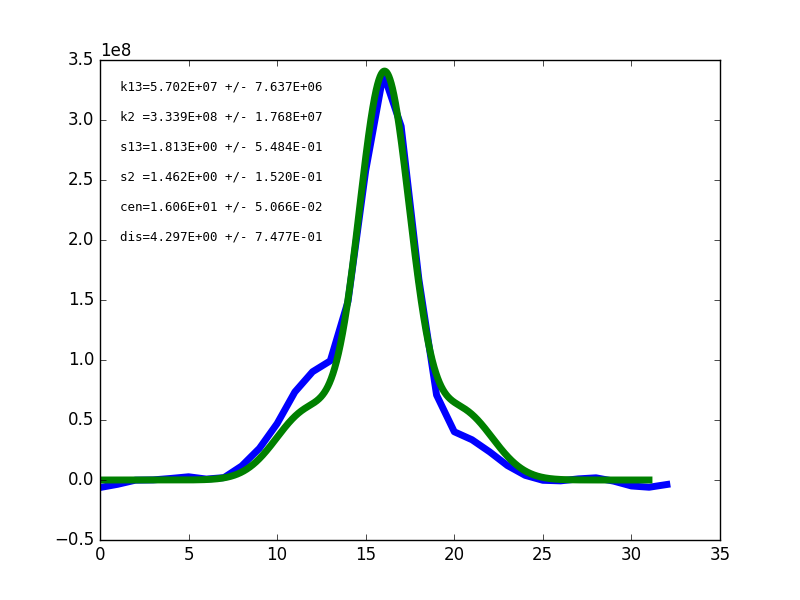 1e8
3.5
3.0
2.5
2.0
1.5
1.0
0.5
0.0
−0.5
k13=5.702E+07 +/- 7.637E+06
k2 =3.339E+08 +/- 1.768E+07
s13=1.813E+00 +/- 5.484E-01
s2 =1.462E+00 +/- 1.520E-01
cen=1.606E+01 +/- 5.066E-02
dis=4.297E+00 +/- 7.477E-01
0 5 10 15 20 25 30 35